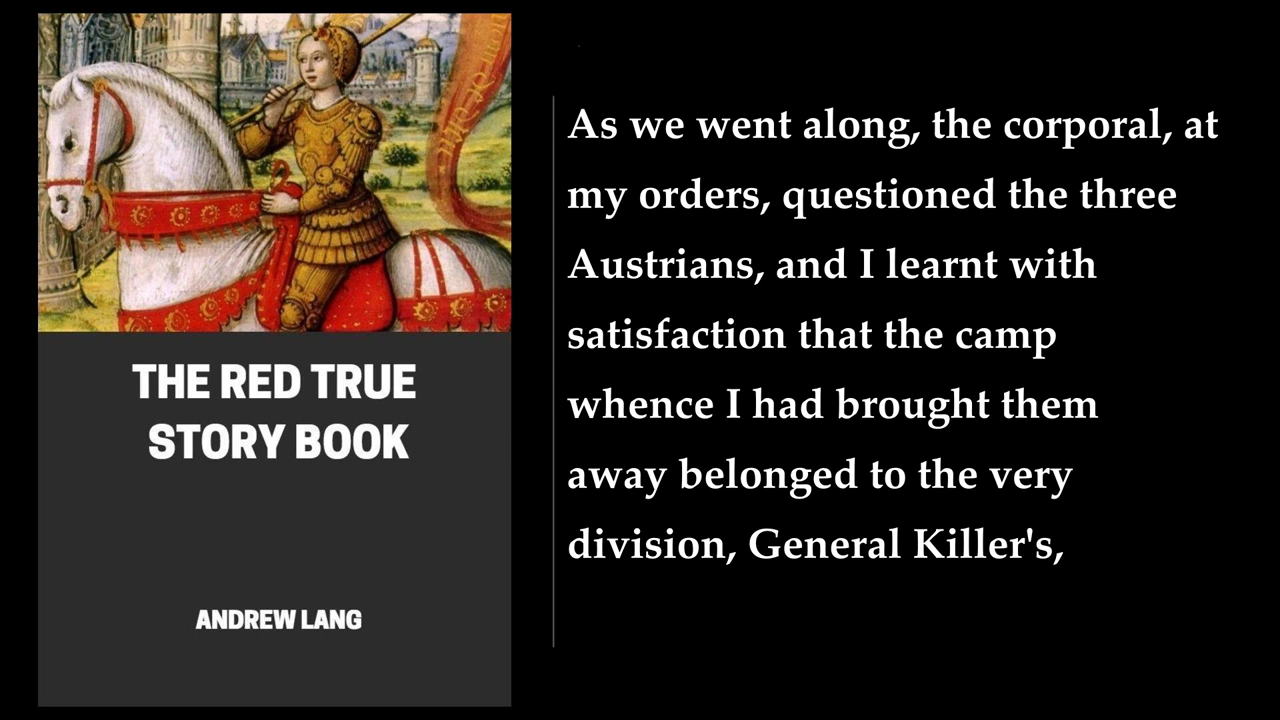 THE RED TRUE
STORY BOOK
ANDREW LANG
As we went along, the corporal, at
my orders, questioned the three
Austrians, and I learnt with
satisfaction that the camp
whence I had brought them
away belonged to the very
division, General Killer's,